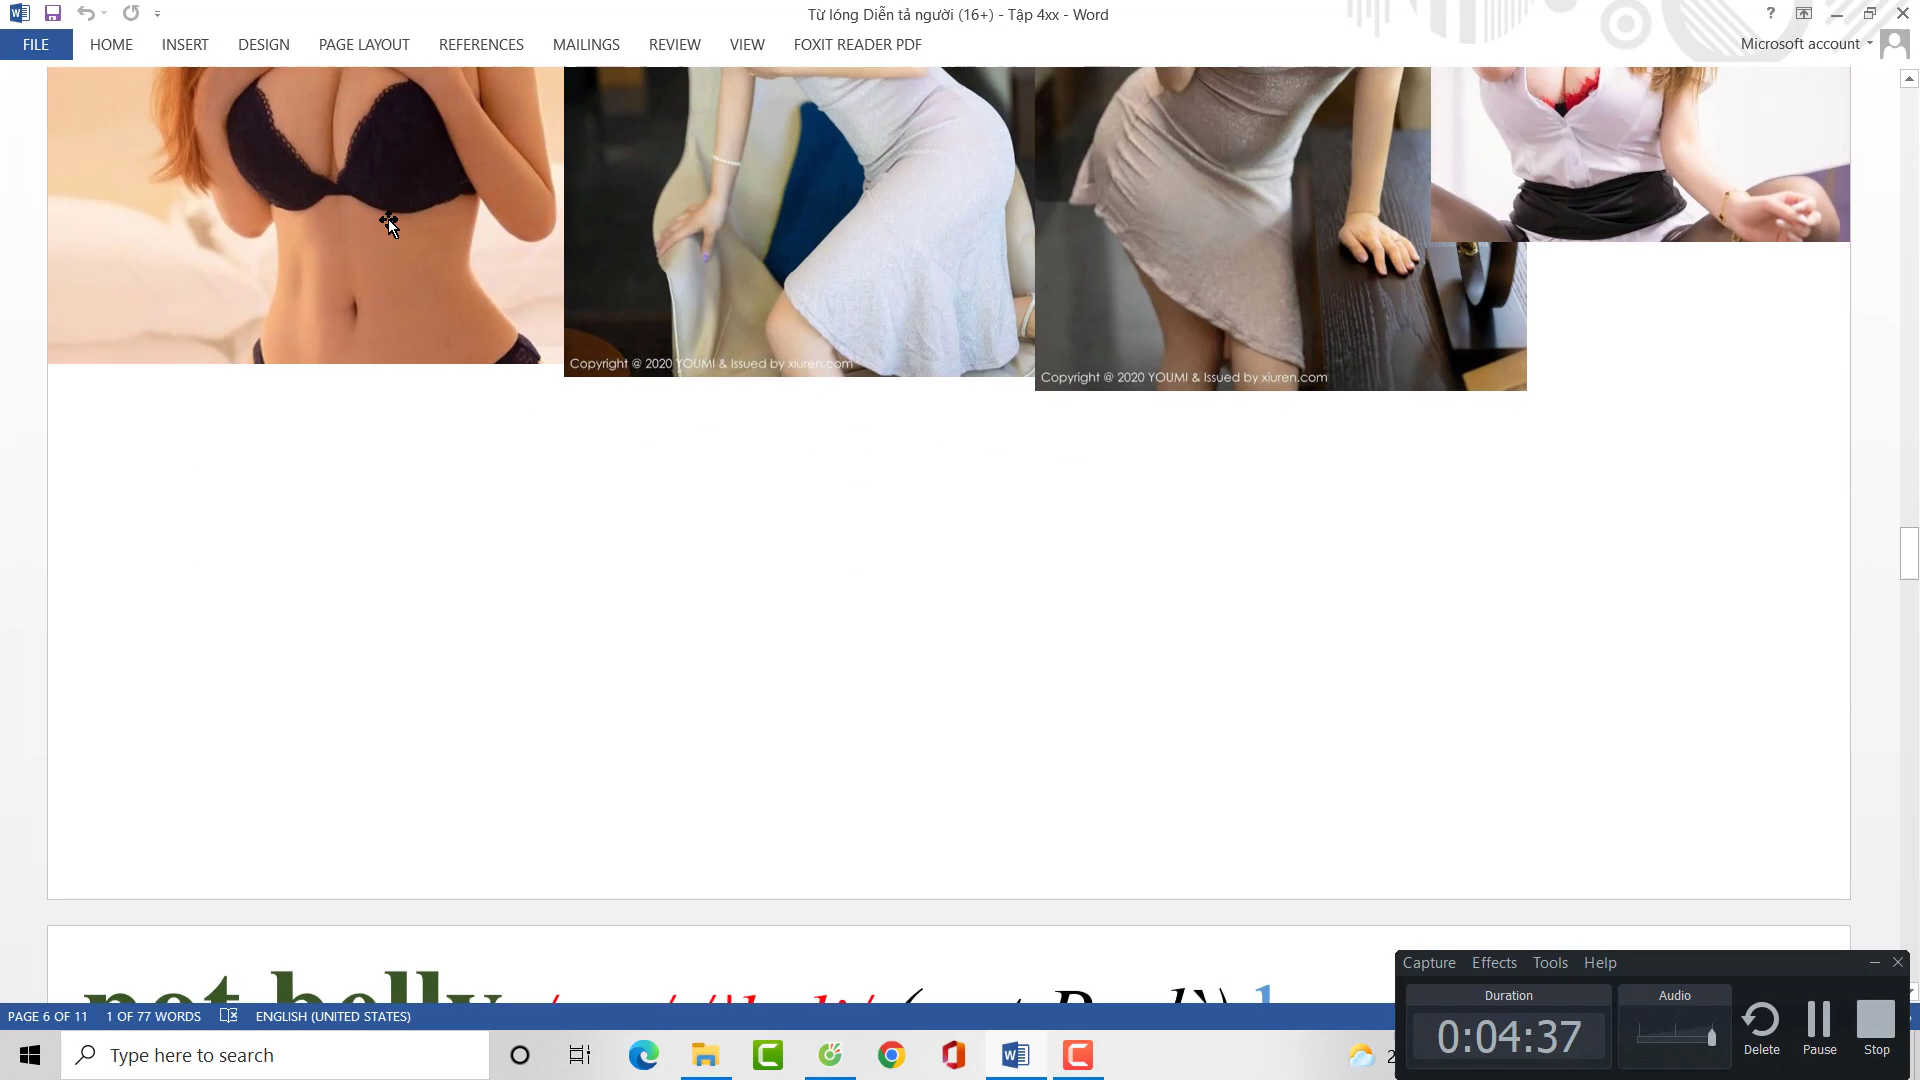 Từ lóng Diễn tả người (16+) - Tập 4xx - Word
?
FILE HOME INSERT DESIGN PAGE LAYOUT REFERENCES MAILINGS REVIEW VIEW FOXIT READER PDF
Microsoft account
Copyright @ 2020 YOUMI & Issued by xiuren.com
Copyright @ 2020 YOUMI & Issued by xiuren.com
pot belly
Capture Effects Tools Help
Duration
Audio
0:04:37
Delete Pause Stop
PAGE 6 OF 11 1 OF 77 WORDS ENGLISH (UNITED STATES)
Type here to search